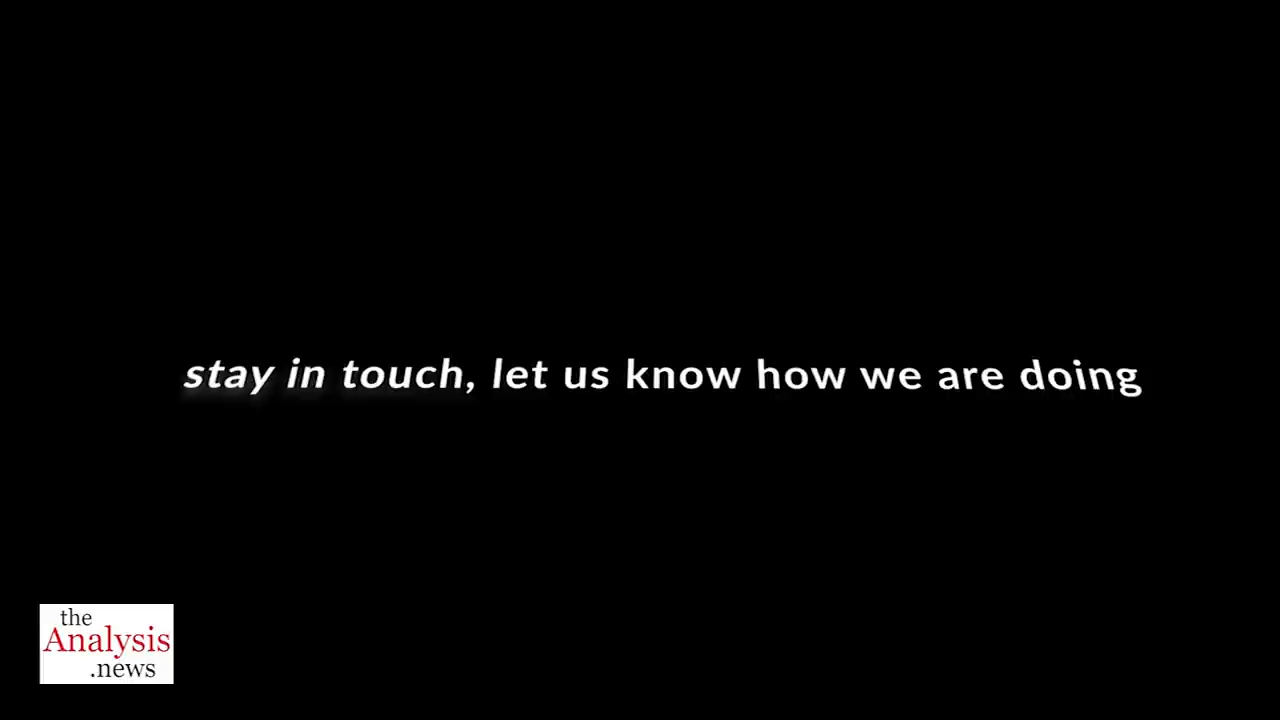 stay in touch, let us know how we are doing
the
Analysis
.news